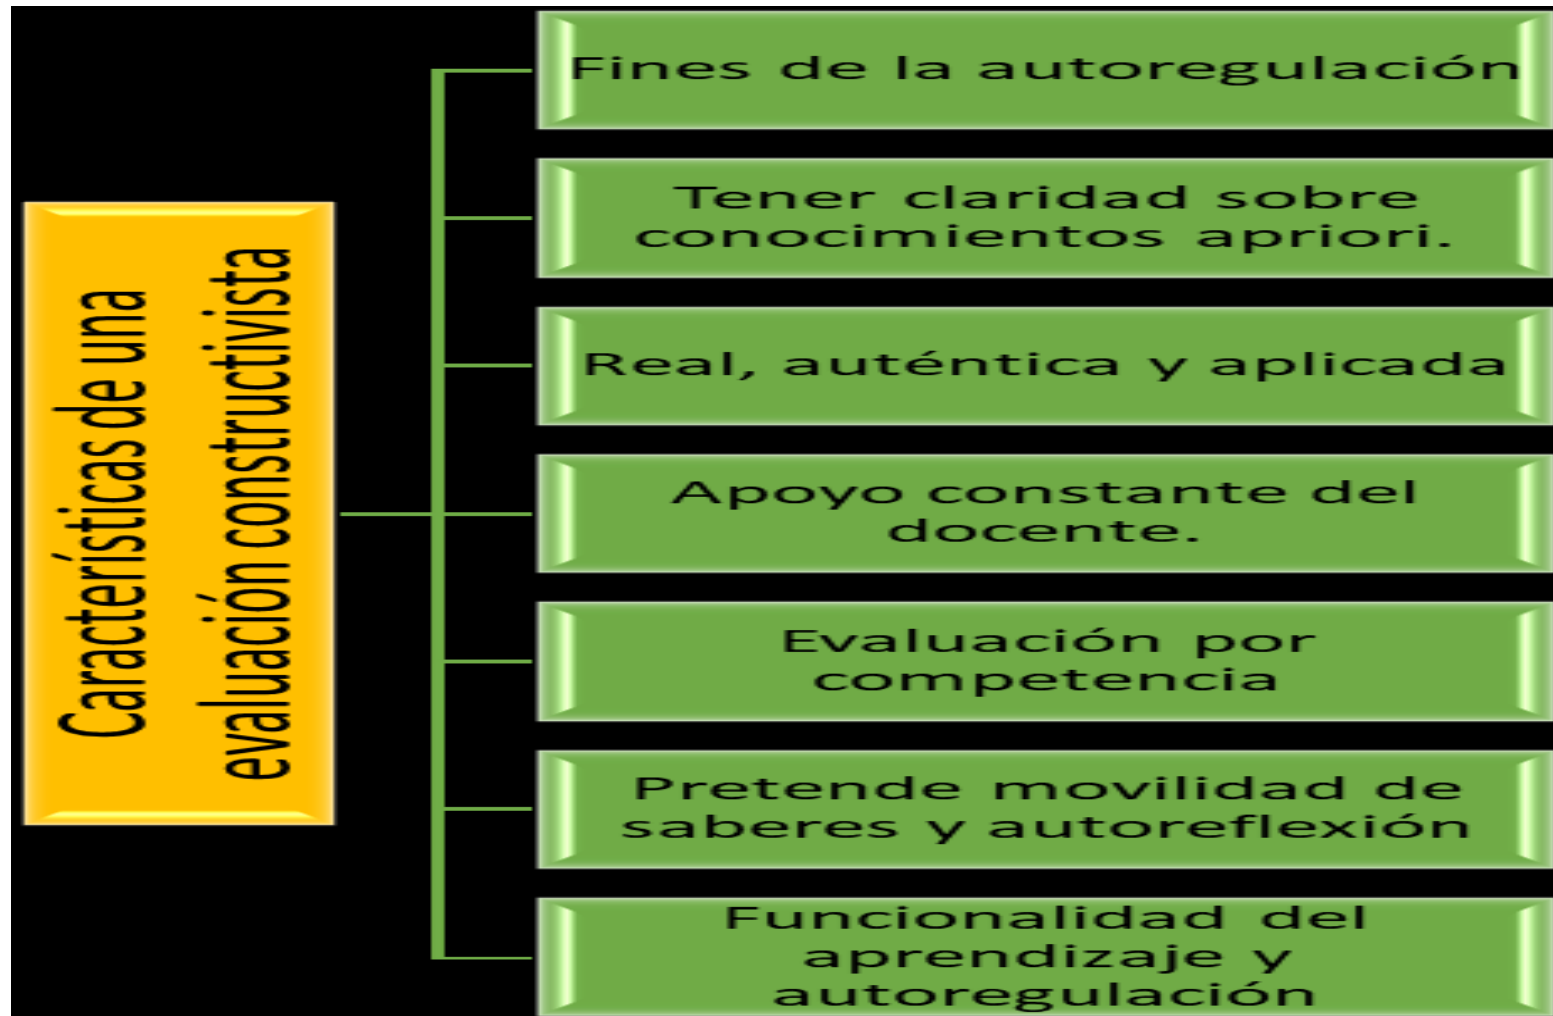 Características de una
evaluación constructivista
Fines de la autoregulación
Tener claridad sobre
conocimientos apriori.
Real, auténtica y aplicada
Apoyo constante del
docente.
Evaluación por
competencia
Pretende movilidad de
saberes y autoreflexión
Funcionalidad del
aprendizaje y
autoregulación